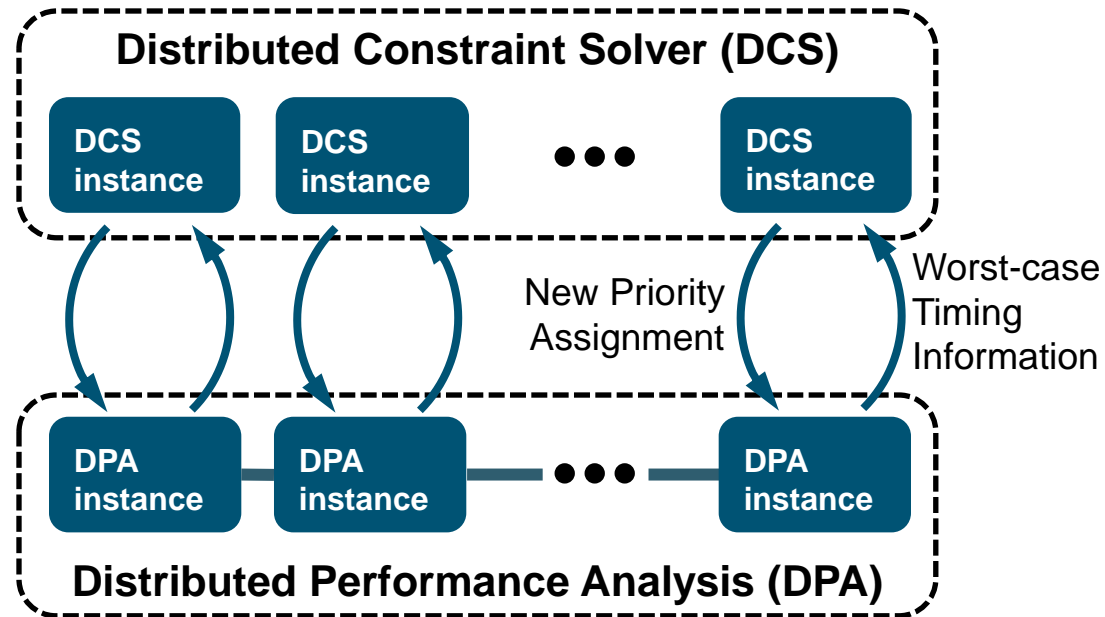 Distributed Constraint Solver (DCS)
DCS
instance
DCS
instance
DCS
instance
New Priority
Assignment
Worst-case
Timing
Information
DPA
instance
DPA
instance
DPA
instance
Distributed Performance Analysis (DPA)